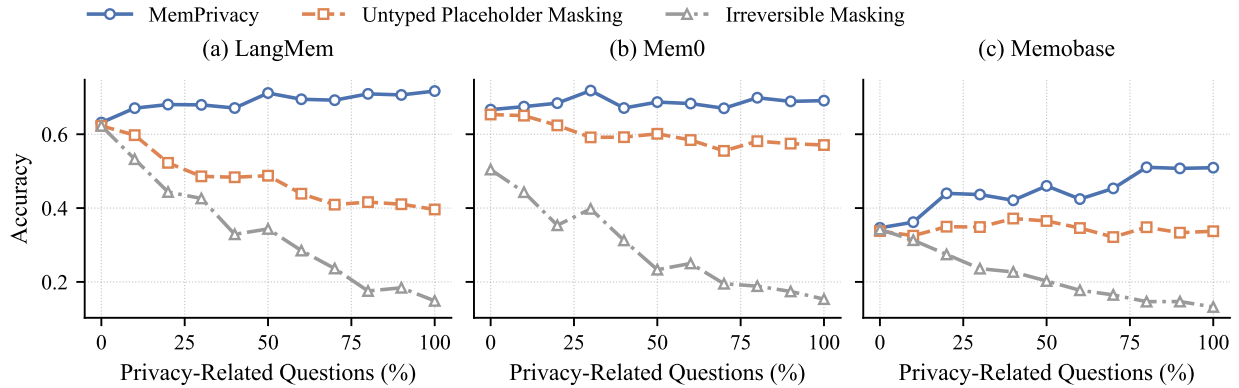 MemPrivacy Untyped Placeholder Masking Irreversible Masking
(a) LangMem (b) Mem0 (c) Memobase
Accuracy
0.6
0.4
0.2
0 25 50 75 100 0 25 50 75 100 0 25 50 75 100
Privacy-Related Questions (%) Privacy-Related Questions (%) Privacy-Related Questions (%)